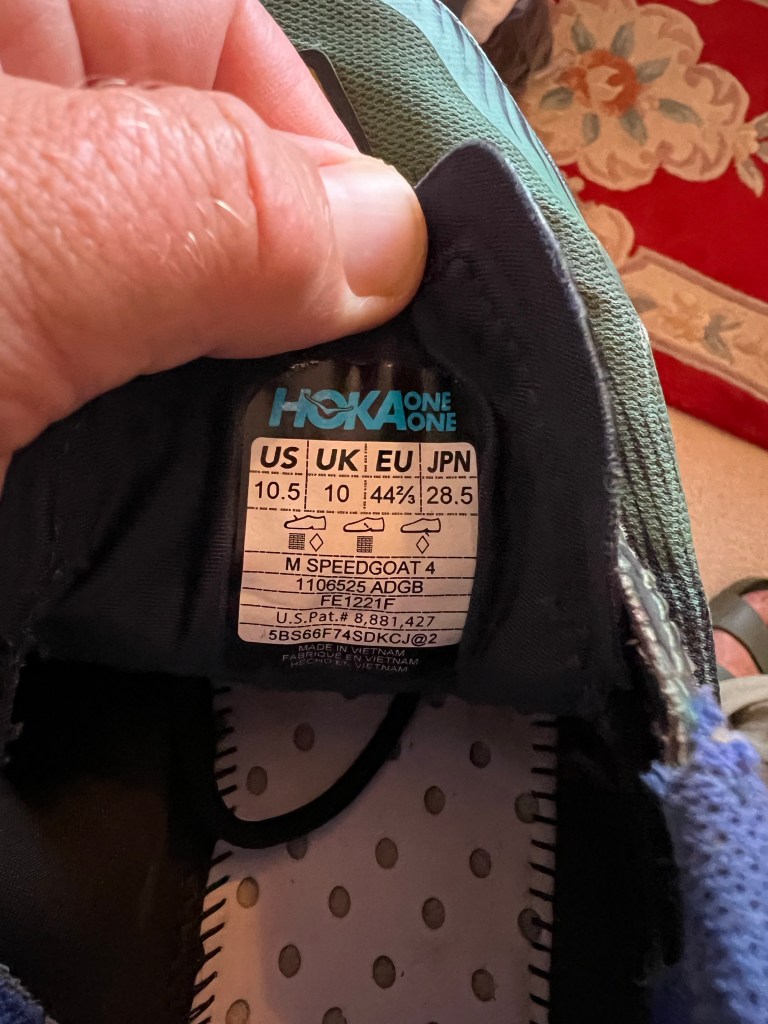 HOKA ONE ONE
US UK EU JPN
10.5 10 44⅔ 28.5
M SPEEDGOAT 4
1106525 ADGB
FE1221F
U.S.Pat.# 8,881,427
5BS66F74SDKCJ@2
MADE IN VIETNAM
FABRIQUÉ EN VIETNAM
HECHO EN VIETNAM